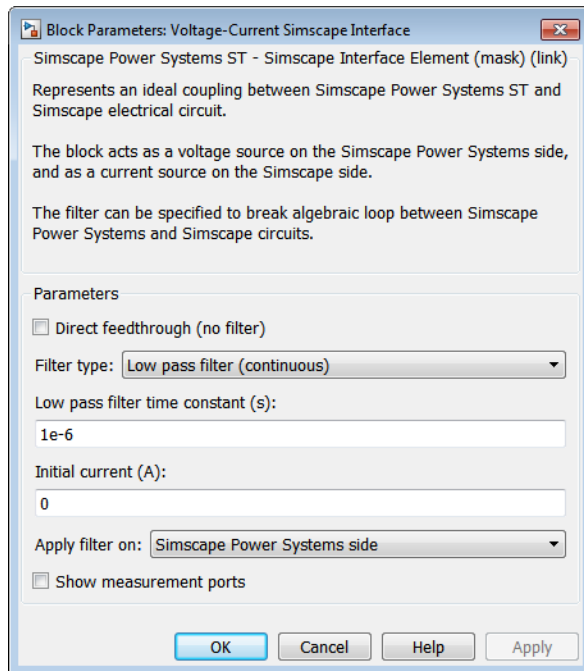 Block Parameters: Voltage-Current Simscape Interface
Simscape Power Systems ST - Simscape Interface Element (mask) (link)
Represents an ideal coupling between Simscape Power Systems ST and
Simscape electrical circuit.
The block acts as a voltage source on the Simscape Power Systems side,
and as a current source on the Simscape side.
The filter can be specified to break algebraic loop between Simscape
Power Systems and Simscape circuits.
Parameters
Direct feedthrough (no filter)
Filter type: Low pass filter (continuous)
Low pass filter time constant (s):
1e-6
Initial current (A):
0
Apply filter on: Simscape Power Systems side
Show measurement ports
OK Cancel Help Apply